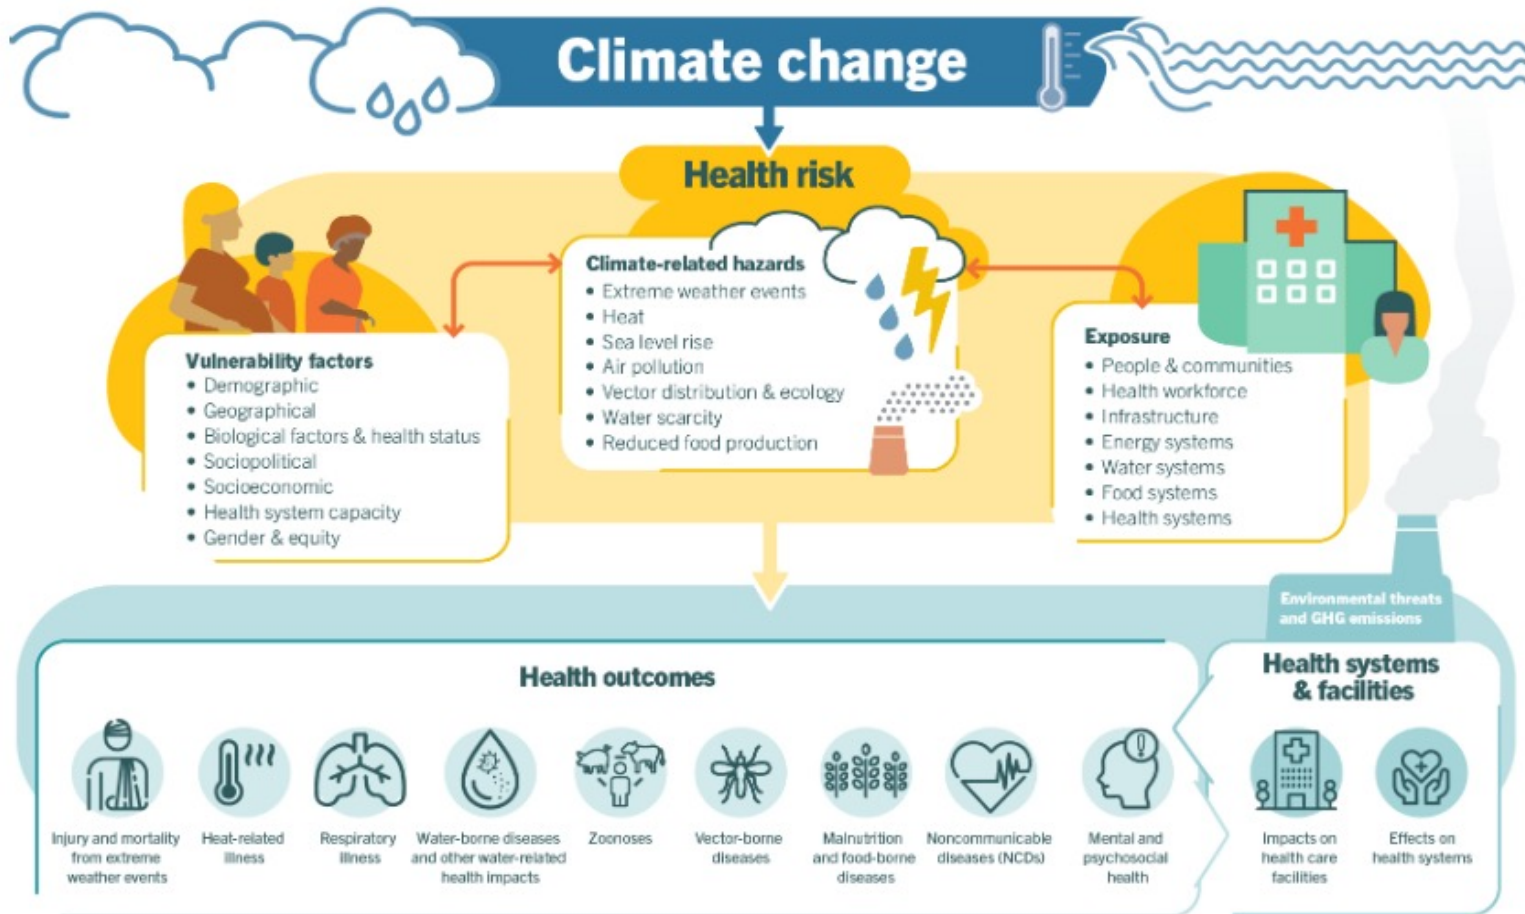 Climate change
Health risk
Climate-related hazards
• Extreme weather events
• Heat
• Sea level rise
• Air pollution
• Vector distribution & ecology
• Water scarcity
• Reduced food production
Vulnerability factors
• Demographic
• Geographical
• Biological factors & health status
• Sociopolitical
• Socioeconomic
• Health system capacity
• Gender & equity
Exposure
• People & communities
• Health workforce
• Infrastructure
• Energy systems
• Water systems
• Food systems
• Health systems
Environmental threats
and GHG emissions
Health outcomes
Injury and mortality
from extreme
weather events
Heat-related
illness
Respiratory
illness
Water-borne diseases
and other water-related
health impacts
Zoonoses
Vector-borne
diseases
Malnutrition
and food-borne
diseases
Noncommunicable
diseases (NCDs)
Mental and
psychosocial
health
Health systems
& facilities
Impacts on
health care
facilities
Effects on
health systems